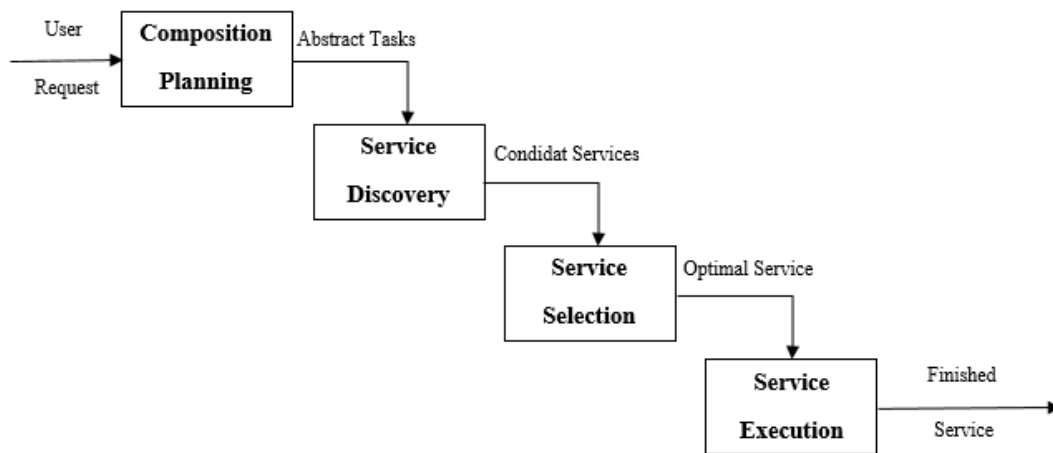 User
Request
Composition
Planning
Abstract Tasks
Service
Discovery
Condidat Services
Service
Selection
Optimal Service
Service
Execution
Finished
Service